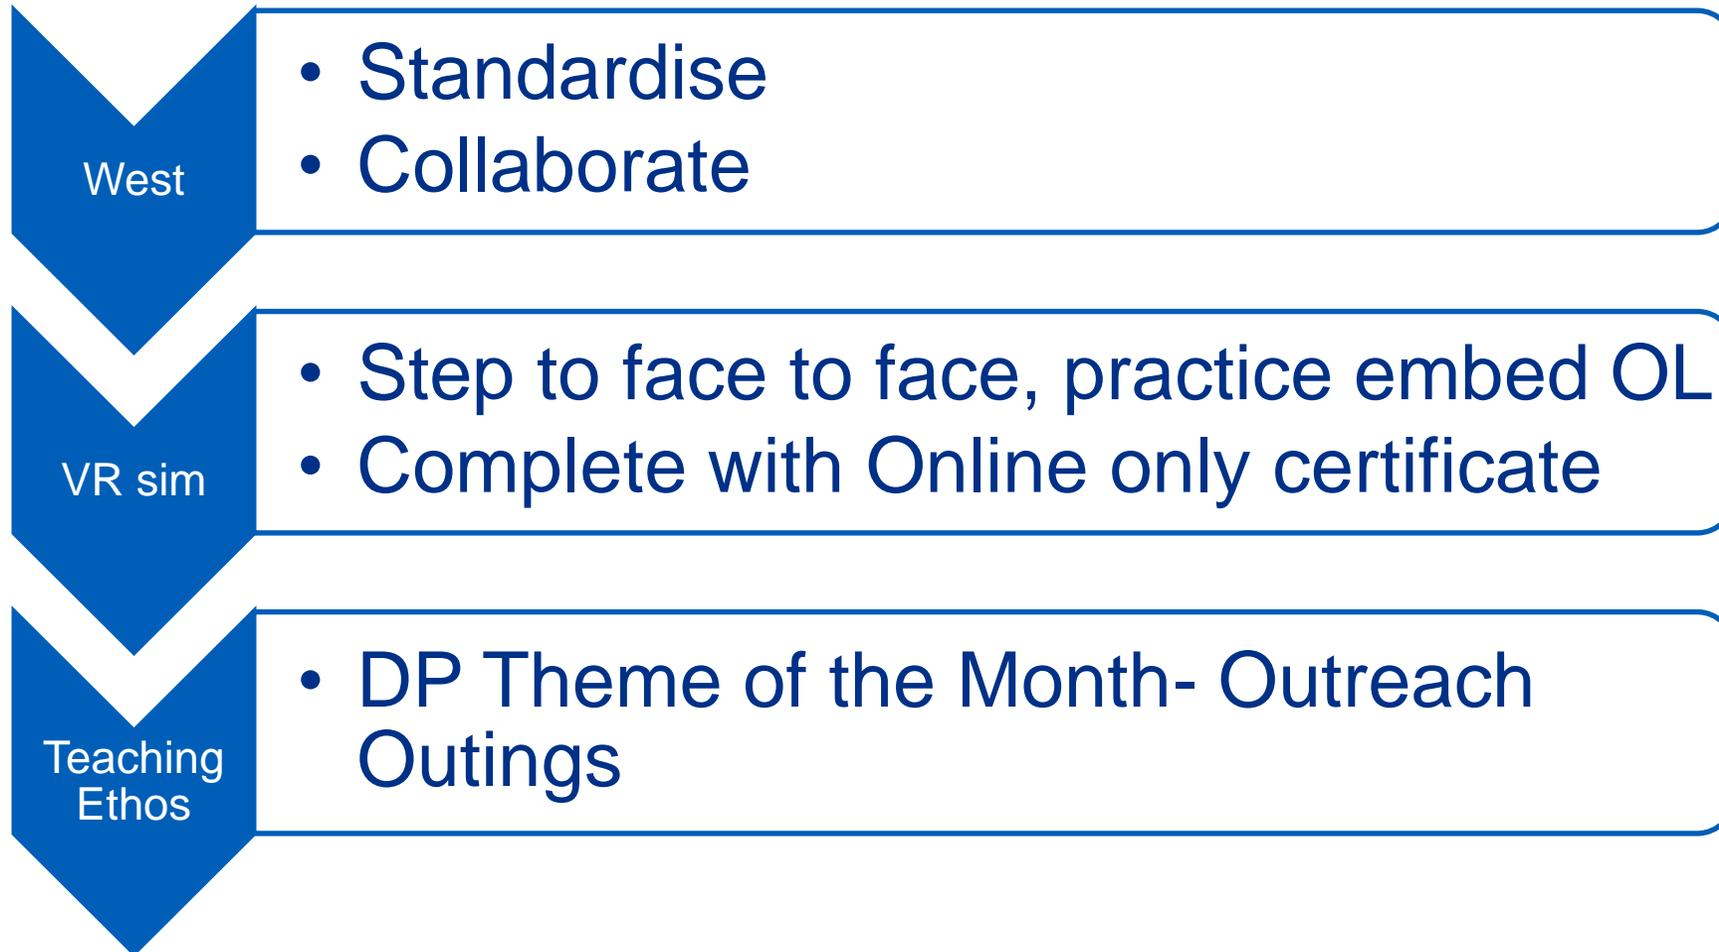 West
• Standardise
• Collaborate
VR sim
• Step to face to face, practice embed OL
• Complete with Online only certificate
Teaching
Ethos
• DP Theme of the Month- Outreach
Outings